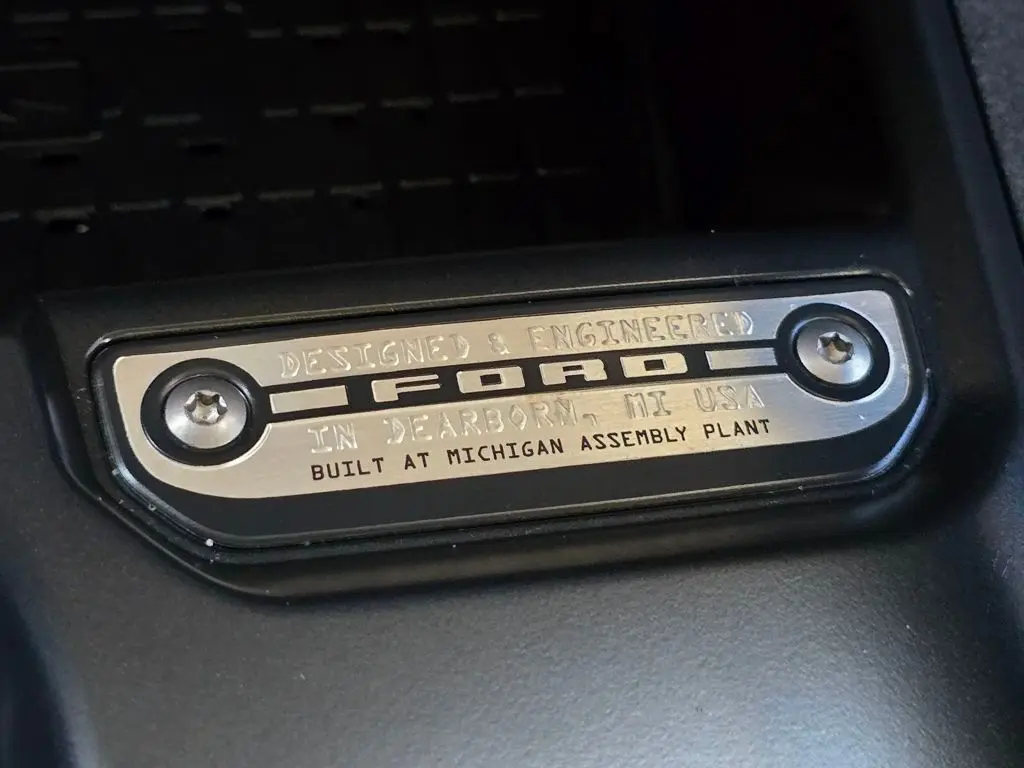 DESIGNED & ENGINEERED
FORD
IN DEARBORN, MI USA
BUILT AT MICHIGAN ASSEMBLY PLANT